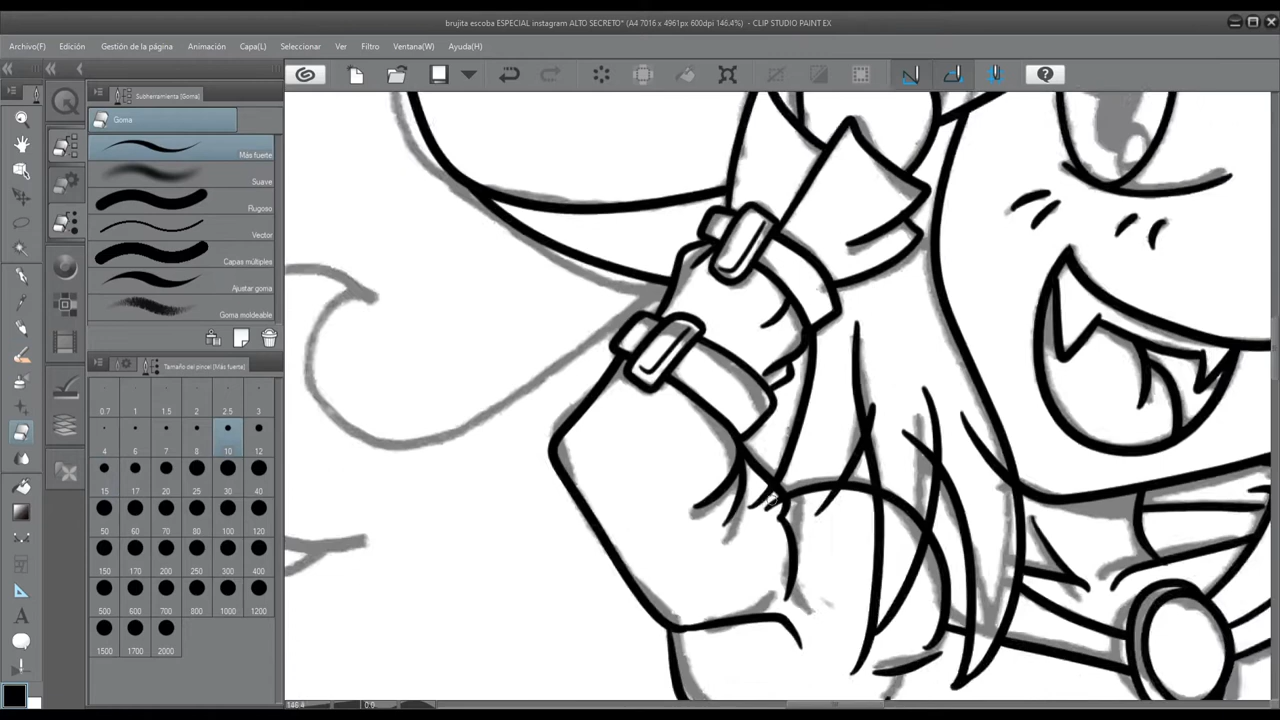 brujita escoba ESPECIAL instagram ALTO SECRETO* (A4 7016 x 4961px 600dpi 146.4%) - CLIP STUDIO PAINT EX
Archivo(F) Edición Gestión de la página Animación Capa(L) Seleccionar Ver Filtro Ventana(W) Ayuda(H)
Subherramienta [Goma]
Goma
Más fuerte
Suave
Rugoso
Vector
Capas múltiples
Ajustar goma
Goma moldeable
Tamaño del pincel [Más fuerte]
0.7 1 1.5 2 2.5 3
4 6 7 8 10 12
15 17 20 25 30 40
50 60 70 80 100 120
150 170 200 250 300 400
500 600 700 800 1000 1200
1500 1700 2000
146.4 0.0